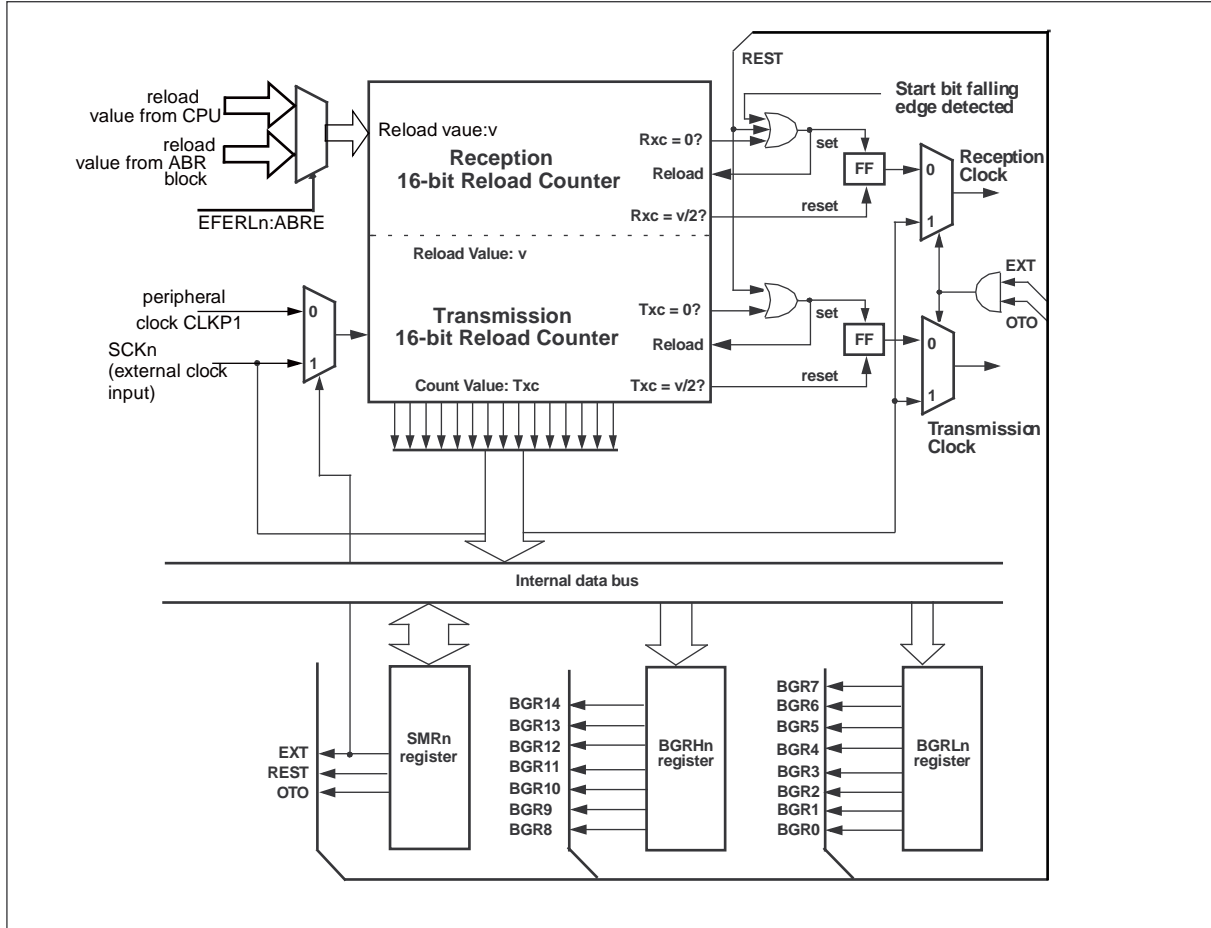 REST
reload
value from CPU
reload
value from ABR
block
EFERLn:ABRE
Reload vaue:v
Reception
16-bit Reload Counter
Rxc = 0?
Reload
Rxc = v/2?
Start bit falling
edge detected
set
FF
reset
0
1
Reception
Clock
Reload Value: v
Transmission
16-bit Reload Counter
Count Value: Txc
Txc = 0?
Reload
Txc = v/2?
set
FF
reset
EXT
OTO
0
1
Transmission
Clock
peripheral
clock CLKP1
SCKn
(external clock
input)
0
1
Internal data bus
EXT
REST
OTO
SMRn
register
BGR14
BGR13
BGR12
BGR11
BGR10
BGR9
BGR8
BGRHn
register
BGR7
BGR6
BGR5
BGR4
BGR3
BGR2
BGR1
BGR0
BGRLn
register